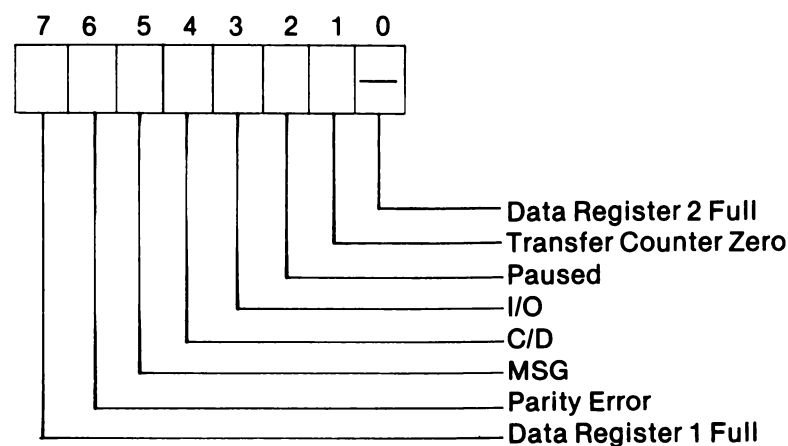 7 6 5 4 3 2 1 0
—
Data Register 2 Full
Transfer Counter Zero
Paused
I/O
C/D
MSG
Parity Error
Data Register 1 Full